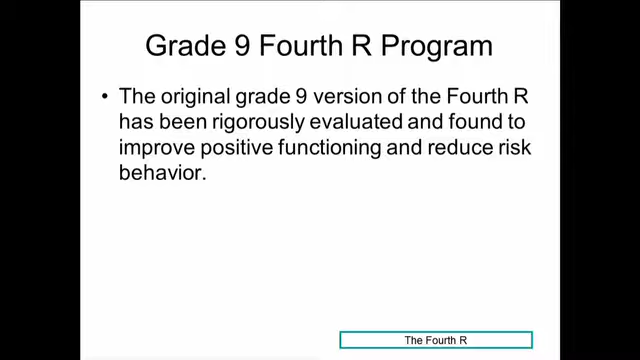 Grade 9 Fourth R Program
• The original grade 9 version of the Fourth R
has been rigorously evaluated and found to
improve positive functioning and reduce risk
behavior.
The Fourth R